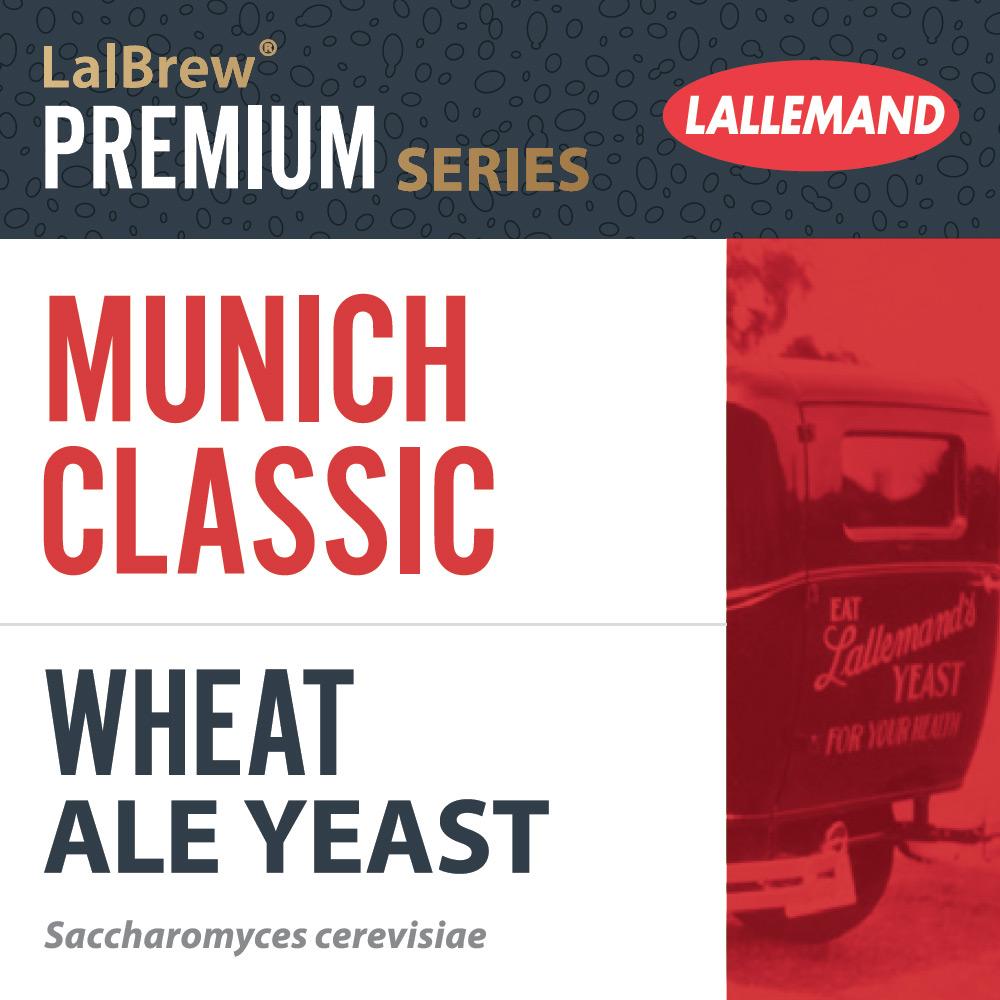 LalBrew®
PREMIUM SERIES
LALLEMAND
MUNICH
CLASSIC
WHEAT
ALE YEAST
Saccharomyces cerevisiae
EAT
Lallemand's
YEAST
FOR YOUR HEALTH